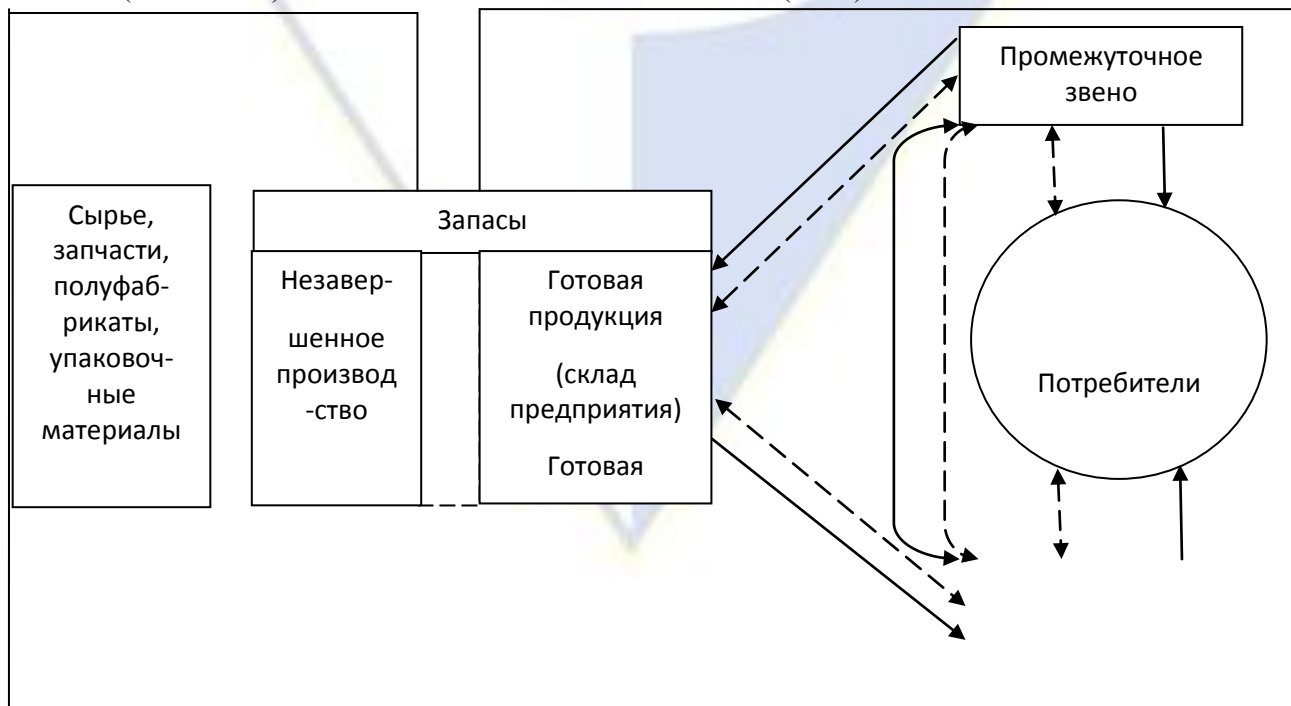 Промежуточное
звено
Сырье,
запчасти,
полуфаб-
рикаты,
упаковоч-
ные
материалы
Запасы
Незавер-
шенное
производ
-ство
Готовая
продукция
(склад
предприятия)
Готовая
Потребители